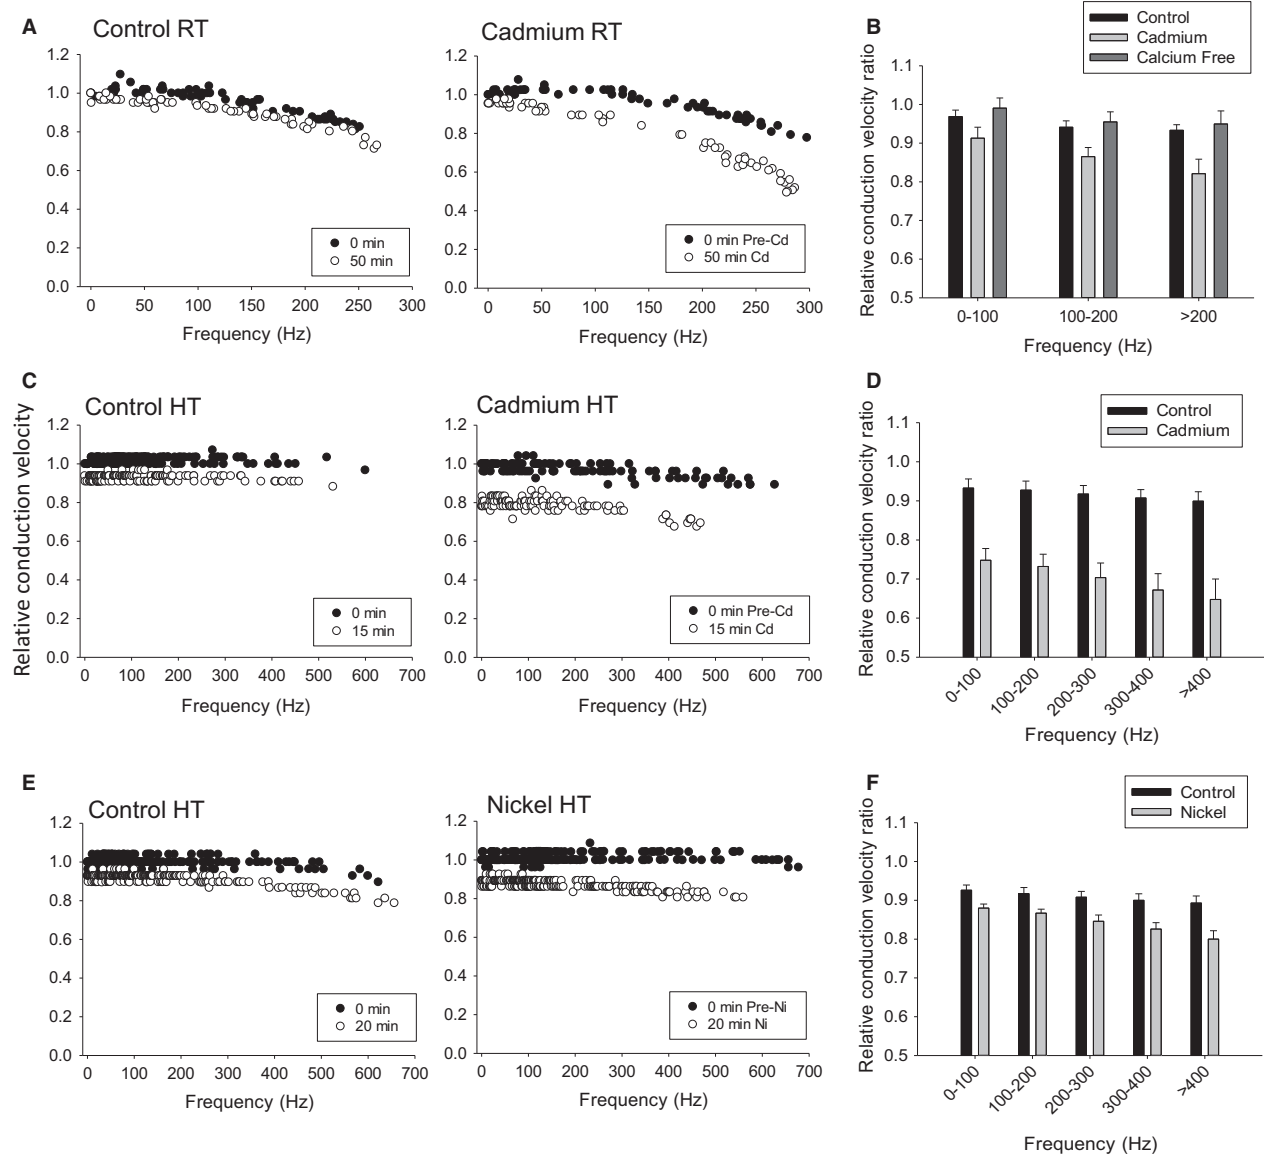 A
Control RT
1.2
1.0
0.8
0.6
0.4
0.2
0.0
0 50 100 150 200 250 300
Frequency (Hz)
0 min
50 min
Cadmium RT
1.2
1.0
0.8
0.6
0.4
0.2
0.0
0 50 100 150 200 250 300
Frequency (Hz)
0 min Pre-Cd
50 min Cd
B
Control
Cadmium
Calcium Free
Relative conduction velocity ratio
1.1
1.0
0.9
0.8
0.7
0.6
0.5
0-100 100-200 >200
Frequency (Hz)
C
Control HT
Relative conduction velocity
1.2
1.0
0.8
0.6
0.4
0.2
0.0
0 100 200 300 400 500 600 700
Frequency (Hz)
0 min
15 min
Cadmium HT
1.2
1.0
0.8
0.6
0.4
0.2
0.0
0 100 200 300 400 500 600 700
Frequency (Hz)
0 min Pre-Cd
15 min Cd
D
Control
Cadmium
Relative conduction velocity ratio
1.1
1.0
0.9
0.8
0.7
0.6
0.5
0-100 100-200 200-300 300-400 >400
Frequency (Hz)
E
Control HT
1.2
1.0
0.8
0.6
0.4
0.2
0.0
0 100 200 300 400 500 600 700
Frequency (Hz)
0 min
20 min
Nickel HT
1.2
1.0
0.8
0.6
0.4
0.2
0.0
0 100 200 300 400 500 600 700
Frequency (Hz)
0 min Pre-Ni
20 min Ni
F
Control
Nickel
Relative conduction velocity ratio
1.1
1.0
0.9
0.8
0.7
0.6
0.5
0-100 100-200 200-300 300-400 >400
Frequency (Hz)